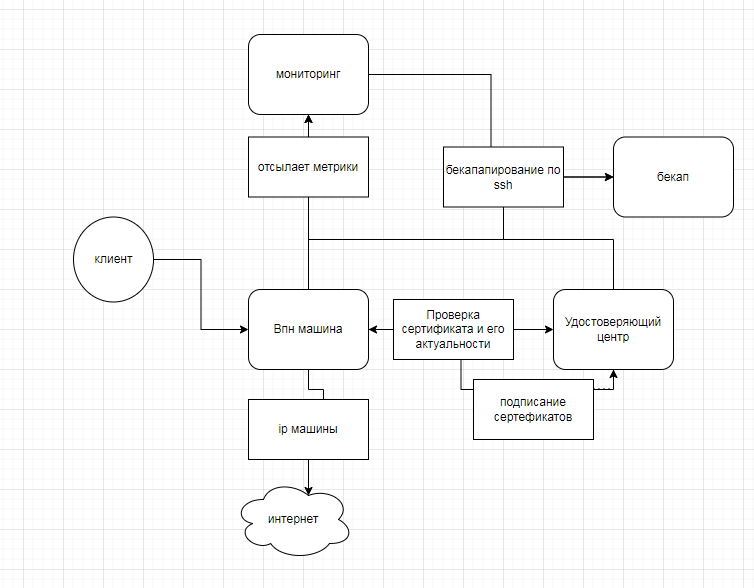 мониторинг
отсылает метрики
бекапапирование по
ssh
бекап
клиент
Впн машина
Проверка
сертификата и его
актуальности
Удостоверяющий
центр
подписание
сертефикатов
ip машины
интернет